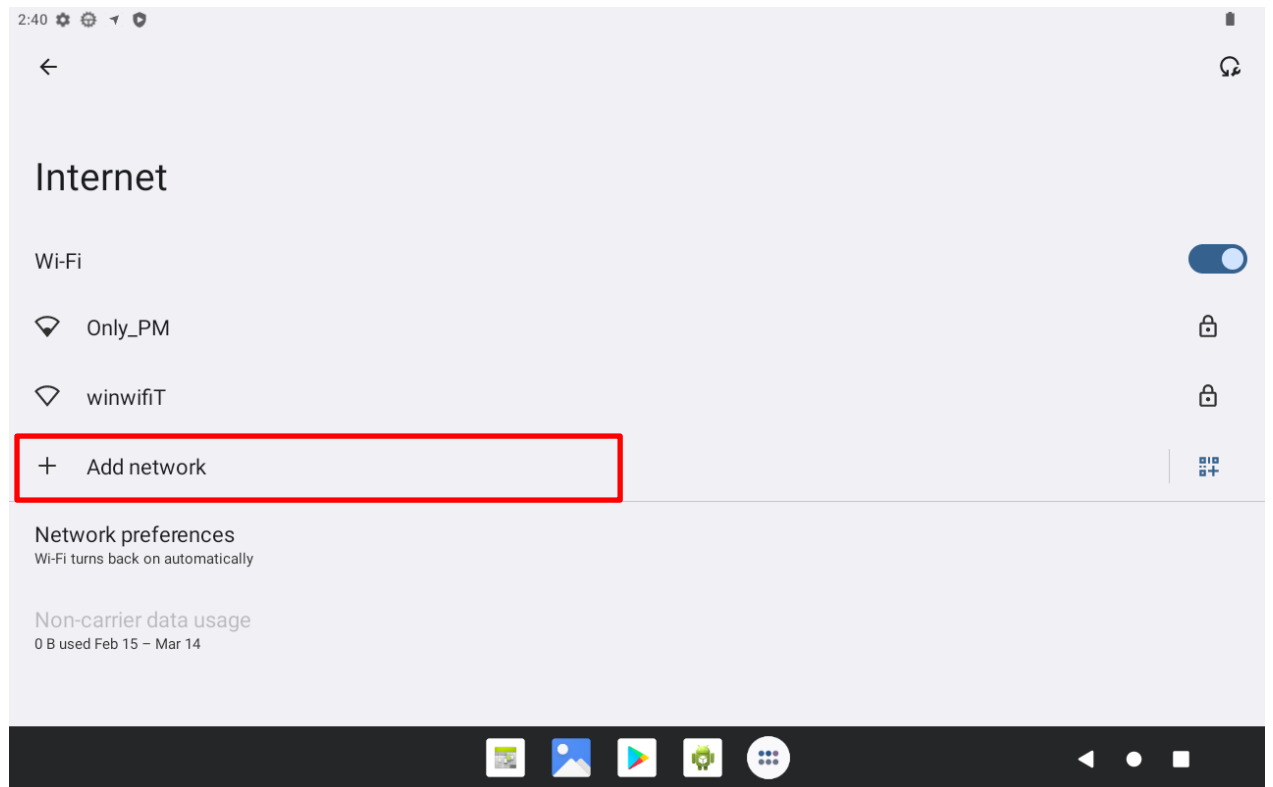 2:40
Internet
Wi-Fi
Only_PM
winwifiT
Add network
Network preferences
Wi-Fi turns back on automatically
Non-carrier data usage
0 B used Feb 15 – Mar 14